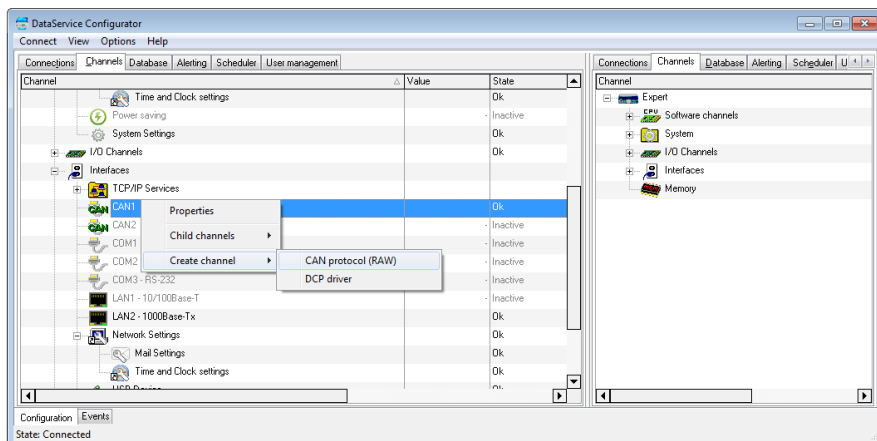 DataService Configurator
Connect View Options Help
Connections Channels Database Alerting Scheduler User management
Channel Value State
Time and Clock settings Ok
Power saving - Inactive
System Settings Ok
I/O Channels Ok
Interfaces
TCP/IP Services
CAN CAN1 Ok
CAN CAN2 - Inactive
COM1 - Inactive
COM2 - Inactive
COM3 - RS-232 - Inactive
LAN1 - 10/100Base-T - Inactive
LAN2 - 1000Base-Tx Ok
Network Settings Ok
Mail Settings Ok
Time and Clock settings Ok
Properties
Child channels
Create channel
CAN protocol (RAW)
DCP driver
Connections Channels Database Alerting Scheduler U
Channel
Expert
CPU Software channels
System
I/O Channels
Interfaces
Memory
Configuration Events
State: Connected